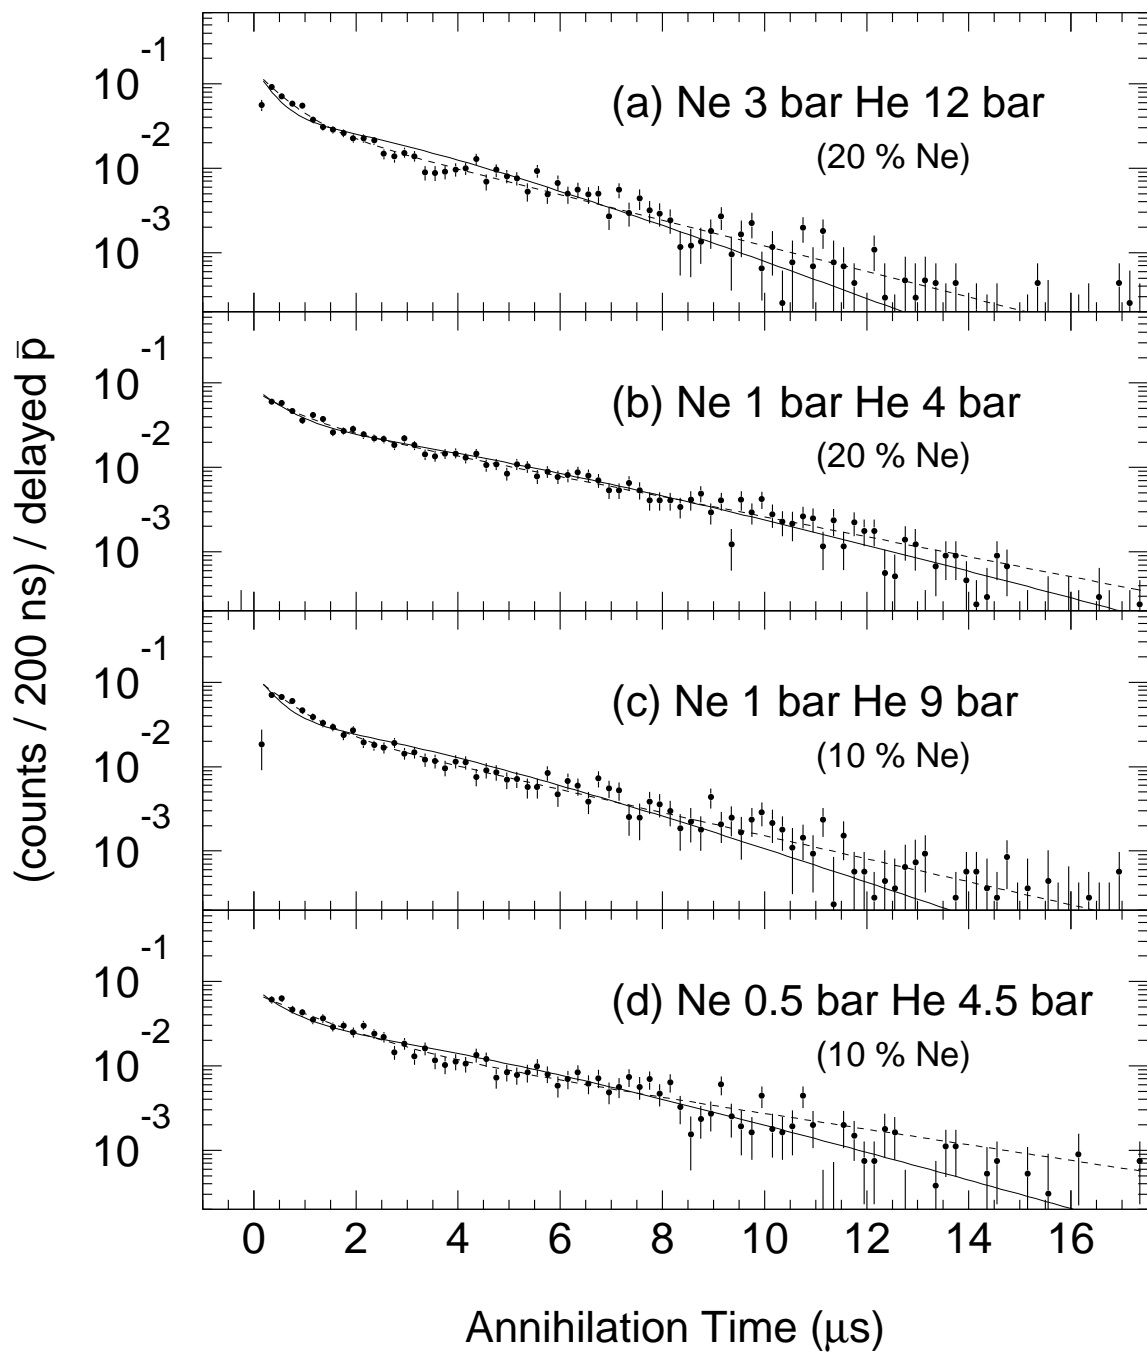 (counts / 200 ns) / delayed p̅
10 -1
10 -2
10 -3
(a) Ne 3 bar He 12 bar
(20 % Ne)
10 -1
10 -2
10 -3
(b) Ne 1 bar He 4 bar
(20 % Ne)
10 -1
10 -2
10 -3
(c) Ne 1 bar He 9 bar
(10 % Ne)
10 -1
10 -2
10 -3
(d) Ne 0.5 bar He 4.5 bar
(10 % Ne)
0 2 4 6 8 10 12 14 16
Annihilation Time (μs)